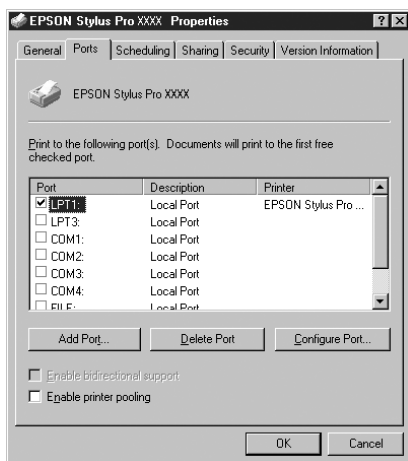 EPSON Stylus Pro XXXX Properties
General Ports Scheduling Sharing Security Version Information
EPSON Stylus Pro XXXX
Print to the following port(s). Documents will print to the first free
checked port.
Port Description Printer
LPT1: Local Port EPSON Stylus Pro ...
LPT3: Local Port
COM1: Local Port
COM2: Local Port
COM3: Local Port
COM4: Local Port
FILE: Local Port
Add Port... Delete Port Configure Port...
Enable bidirectional support
Enable printer pooling
OK Cancel